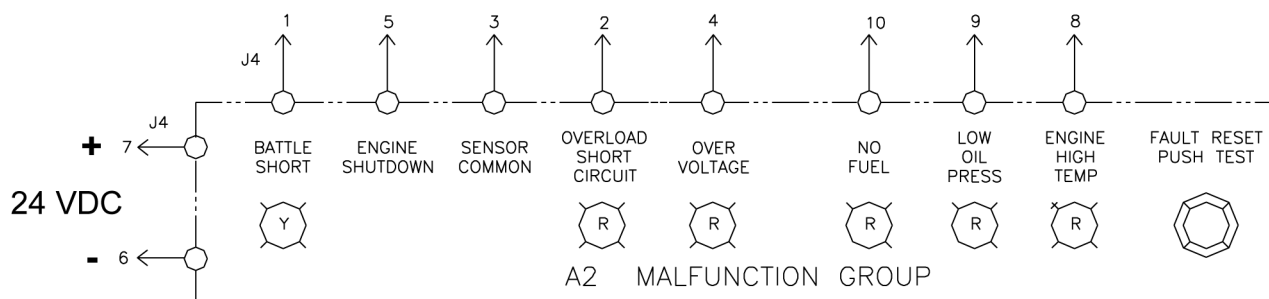 1 5 3 2 4 10 9 8
J4
J4
+ 7
24 VDC
- 6
BATTLE
SHORT
ENGINE
SHUTDOWN
SENSOR
COMMON
OVERLOAD
SHORT
CIRCUIT
OVER
VOLTAGE
NO
FUEL
LOW
OIL
PRESS
ENGINE
HIGH
TEMP
FAULT RESET
PUSH TEST
Y R R R R R
A2 MALFUNCTION GROUP